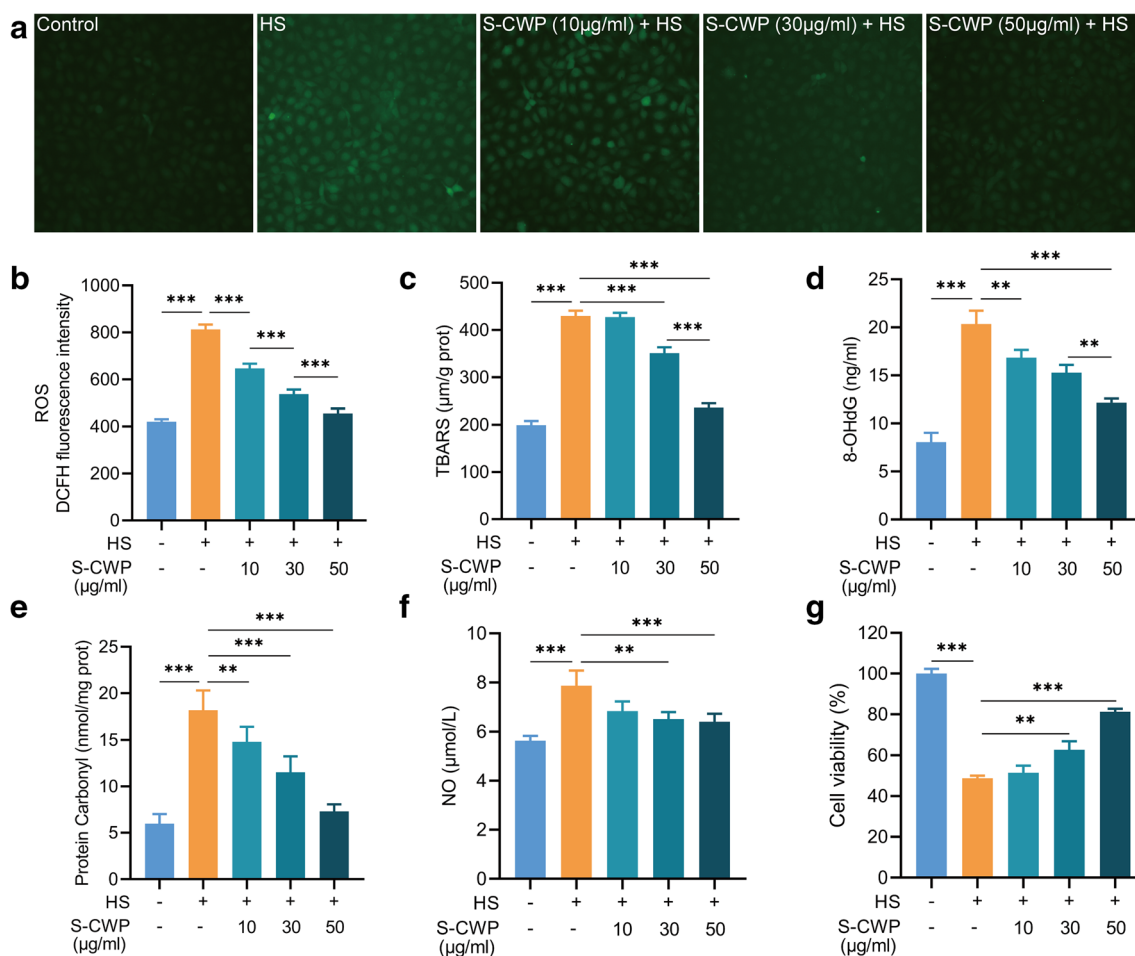 a
Control
HS
S-CWP (10μg/ml) + HS
S-CWP (30μg/ml) + HS
S-CWP (50μg/ml) + HS
b
ROS
DCFH fluorescence intensity
1000
800
600
400
200
0
*** *** *** ***
HS - + + + +
S-CWP - - 10 30 50
(μg/ml)
c
TBARS (μm/g prot)
500
400
300
200
100
0
***
*** ***
***
HS - + + + +
S-CWP - - 10 30 50
(μg/ml)
d
8-OHdG (ng/ml)
25
20
15
10
5
0
***
*** **
**
HS - + + + +
S-CWP - - 10 30 50
(μg/ml)
e
Protein Carbonyl (nmol/mg prot)
25
20
15
10
5
0
***
***
*** **
HS - + + + +
S-CWP - - 10 30 50
(μg/ml)
f
NO (μmol/L)
8
6
4
2
0
***
*** **
HS - + + + +
S-CWP - - 10 30 50
(μg/ml)
g
Cell viability (%)
120
100
80
60
40
20
0
***
***
**
HS - + + + +
S-CWP - - 10 30 50
(μg/ml)